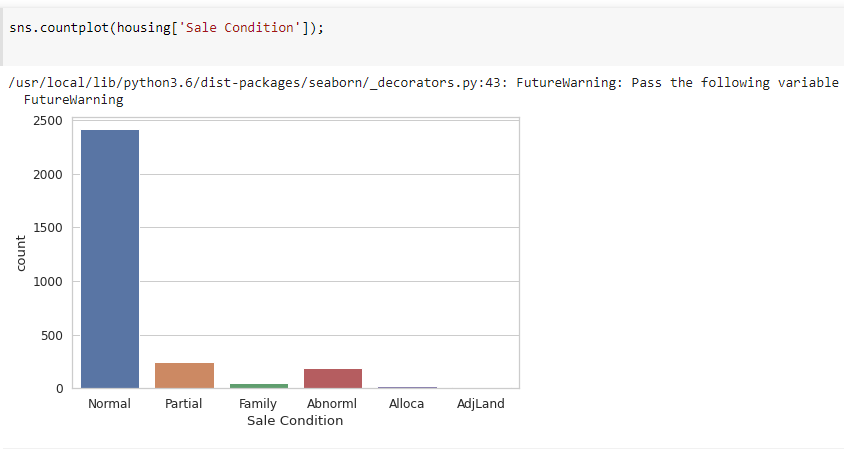 sns.countplot(housing['Sale Condition']);
/usr/local/lib/python3.6/dist-packages/seaborn/_decorators.py:43: FutureWarning: Pass the following variable
FutureWarning
2500
2000
1500
1000
500
0
count
Normal Partial Family Abnorml Alloca AdjLand
Sale Condition